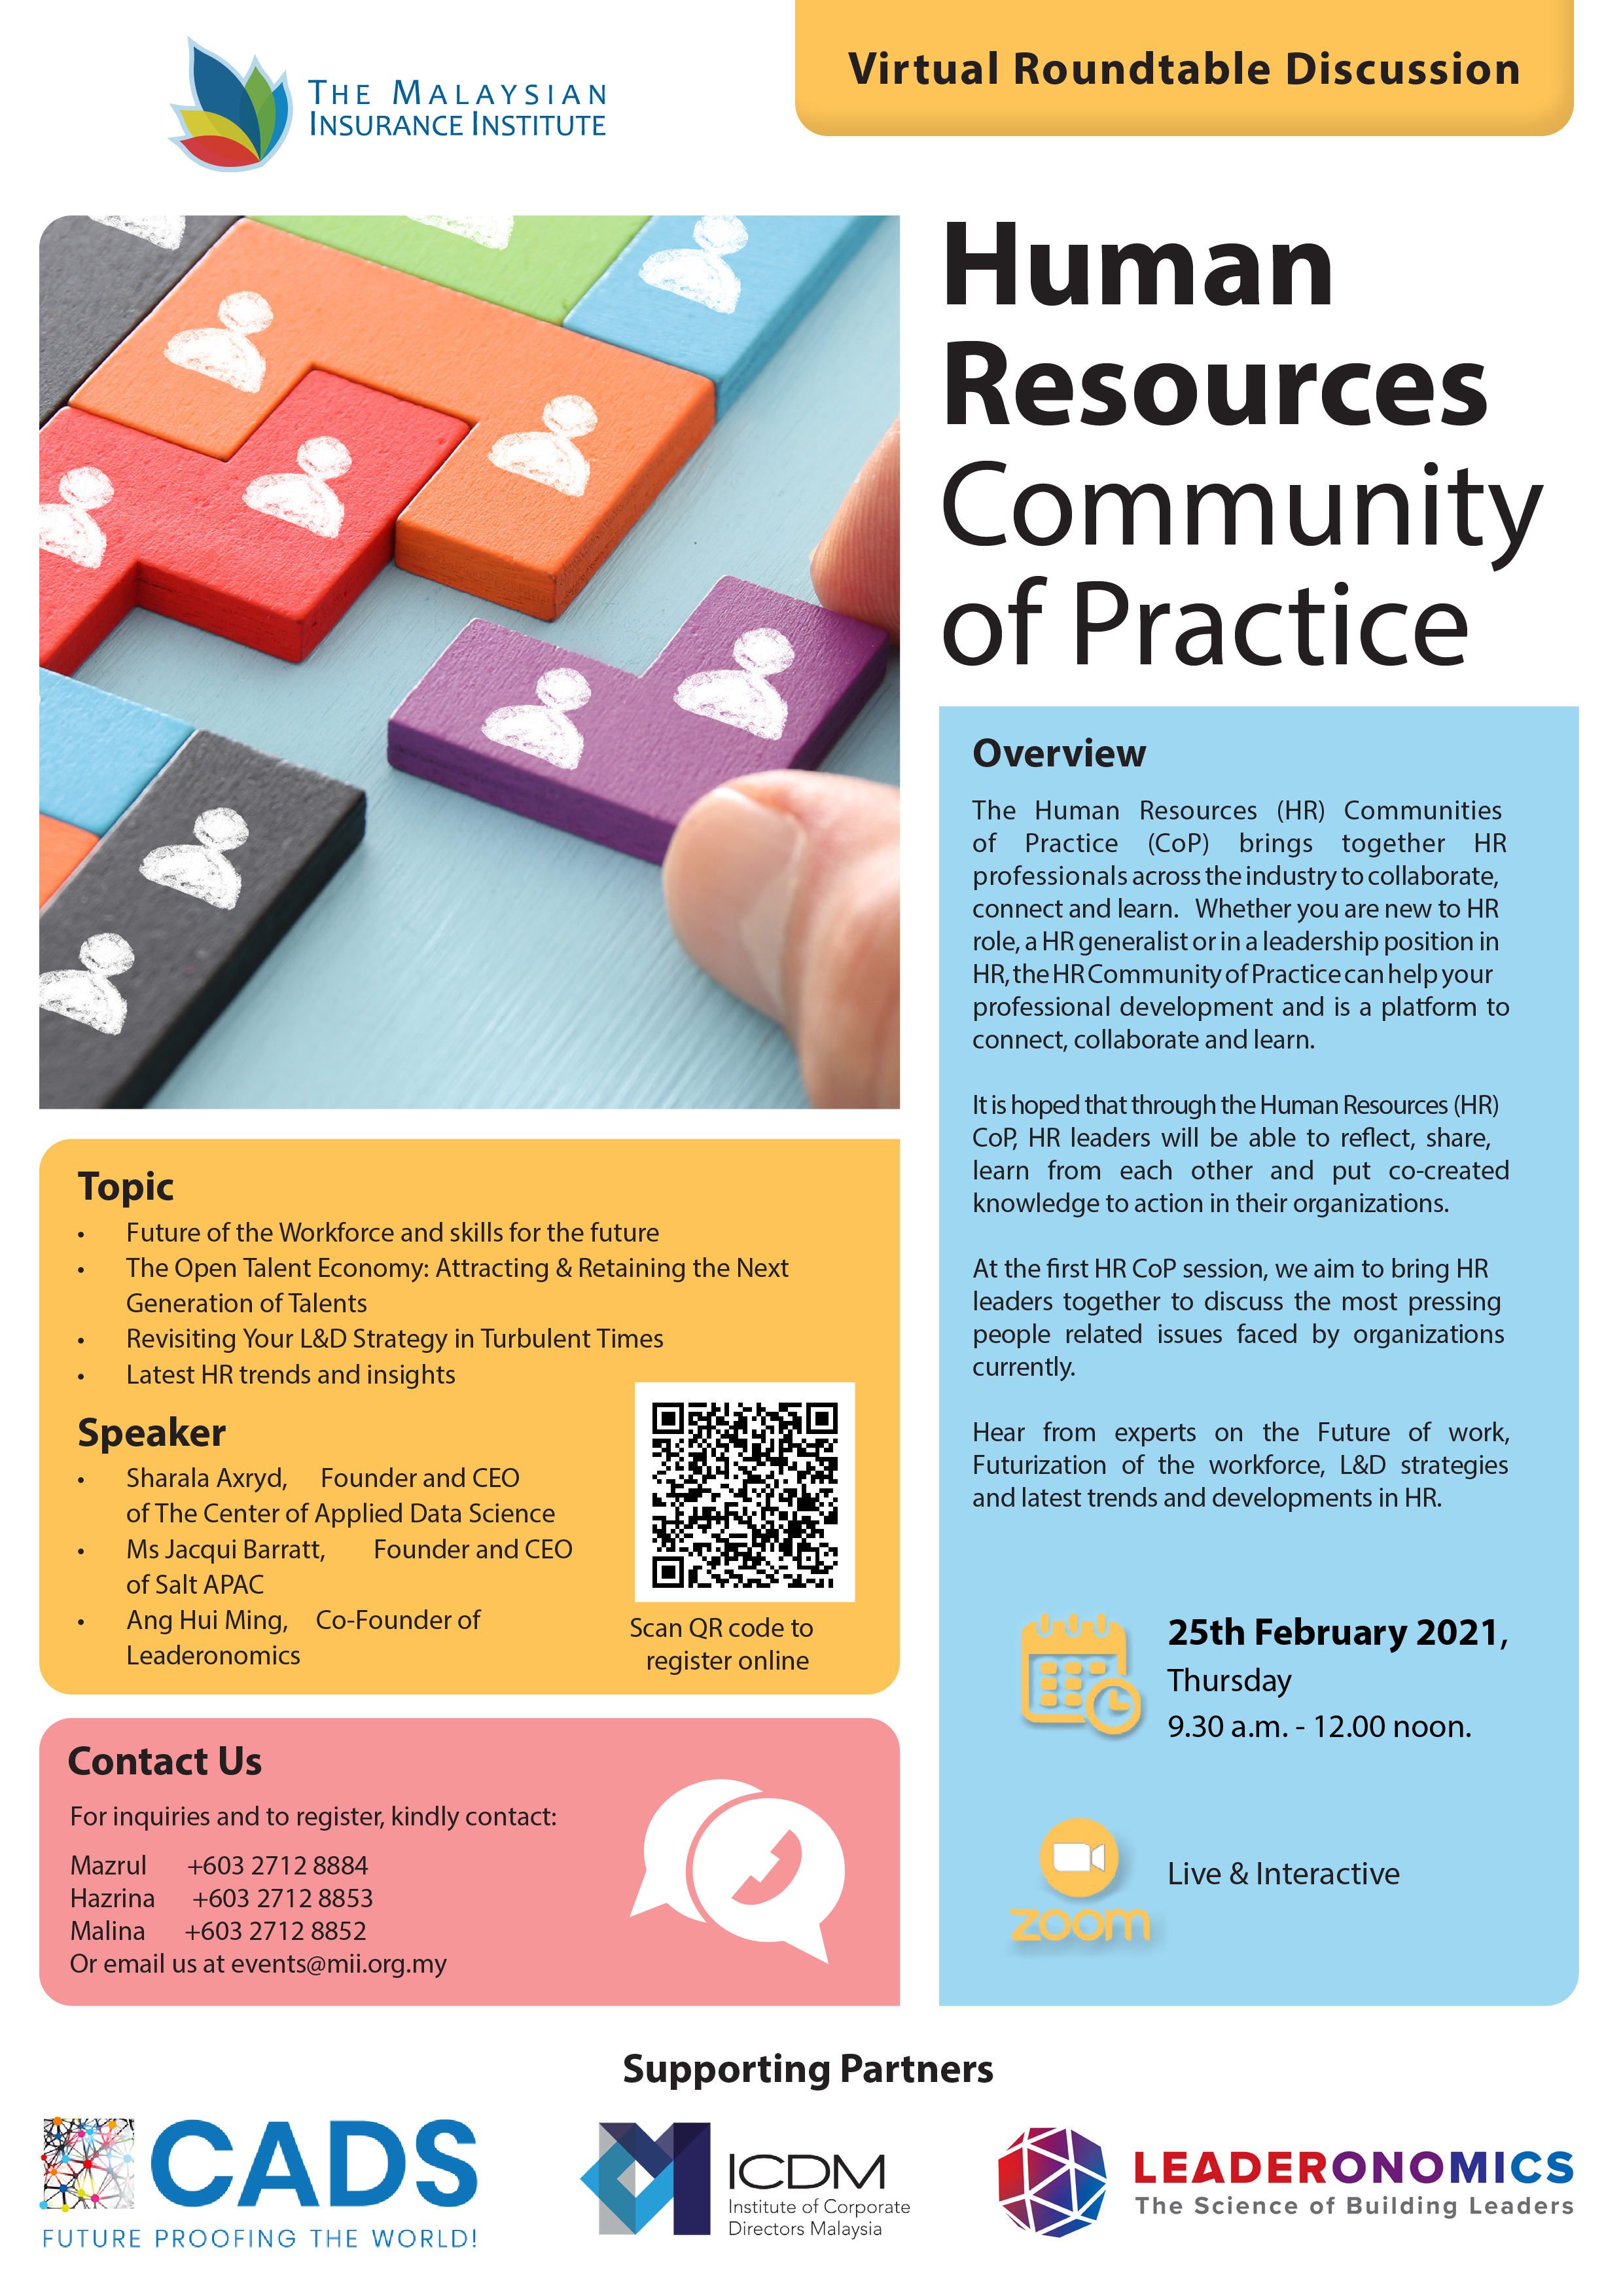 THE MALAYSIAN
INSURANCE INSTITUTE
Virtual Roundtable Discussion
Human
Resources
Community
of Practice
Overview
The Human Resources (HR) Communities
of Practice (CoP) brings together HR
professionals across the industry to collaborate,
connect and learn. Whether you are new to HR
role, a HR generalist or in a leadership position in
HR, the HR Community of Practice can help your
professional development and is a platform to
connect, collaborate and learn.
It is hoped that through the Human Resources (HR)
CoP, HR leaders will be able to reflect, share,
learn from each other and put co-created
knowledge to action in their organizations.
At the first HR CoP session, we aim to bring HR
leaders together to discuss the most pressing
people related issues faced by organizations
currently.
Hear from experts on the Future of work,
Futurization of the workforce, L&D strategies
and latest trends and developments in HR.
25th February 2021,
Thursday
9.30 a.m. - 12.00 noon.
zoom
Live & Interactive
Topic
• Future of the Workforce and skills for the future
• The Open Talent Economy: Attracting & Retaining the Next
Generation of Talents
• Revisiting Your L&D Strategy in Turbulent Times
• Latest HR trends and insights
Speaker
• Sharala Axryd, Founder and CEO
of The Center of Applied Data Science
• Ms Jacqui Barratt, Founder and CEO
of Salt APAC
• Ang Hui Ming, Co-Founder of
Leaderonomics
Scan QR code to
register online
Contact Us
For inquiries and to register, kindly contact:
Mazrul +603 2712 8884
Hazrina +603 2712 8853
Malina +603 2712 8852
Or email us at events@mii.org.my
Supporting Partners
CADS
FUTURE PROOFING THE WORLD!
ICDM
Institute of Corporate
Directors Malaysia
LEADERONOMICS
The Science of Building Leaders